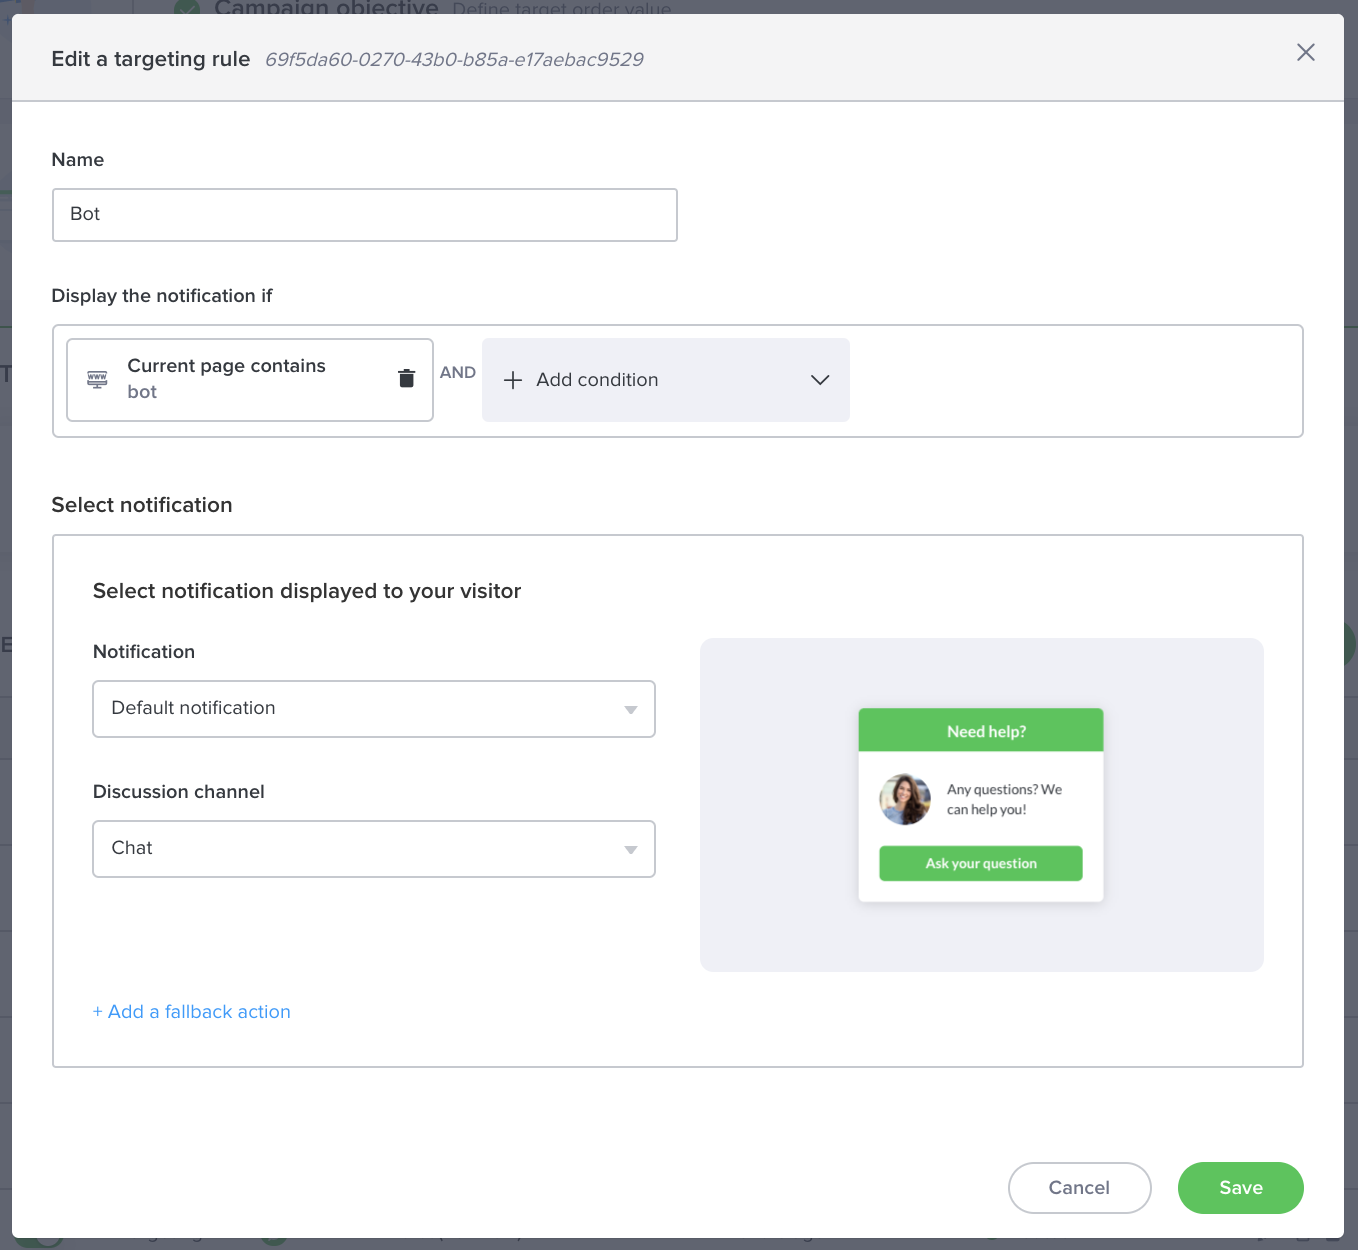 Campaign objective Define target order value
Edit a targeting rule 69f5da60-0270-43b0-b85a-e17aebac9529
Name
Bot
Display the notification if
Current page contains
bot
AND
Add condition
Select notification
Select notification displayed to your visitor
Notification
Default notification
Discussion channel
Chat
Need help?
Any questions? We
can help you!
Ask your question
+ Add a fallback action
Cancel
Save